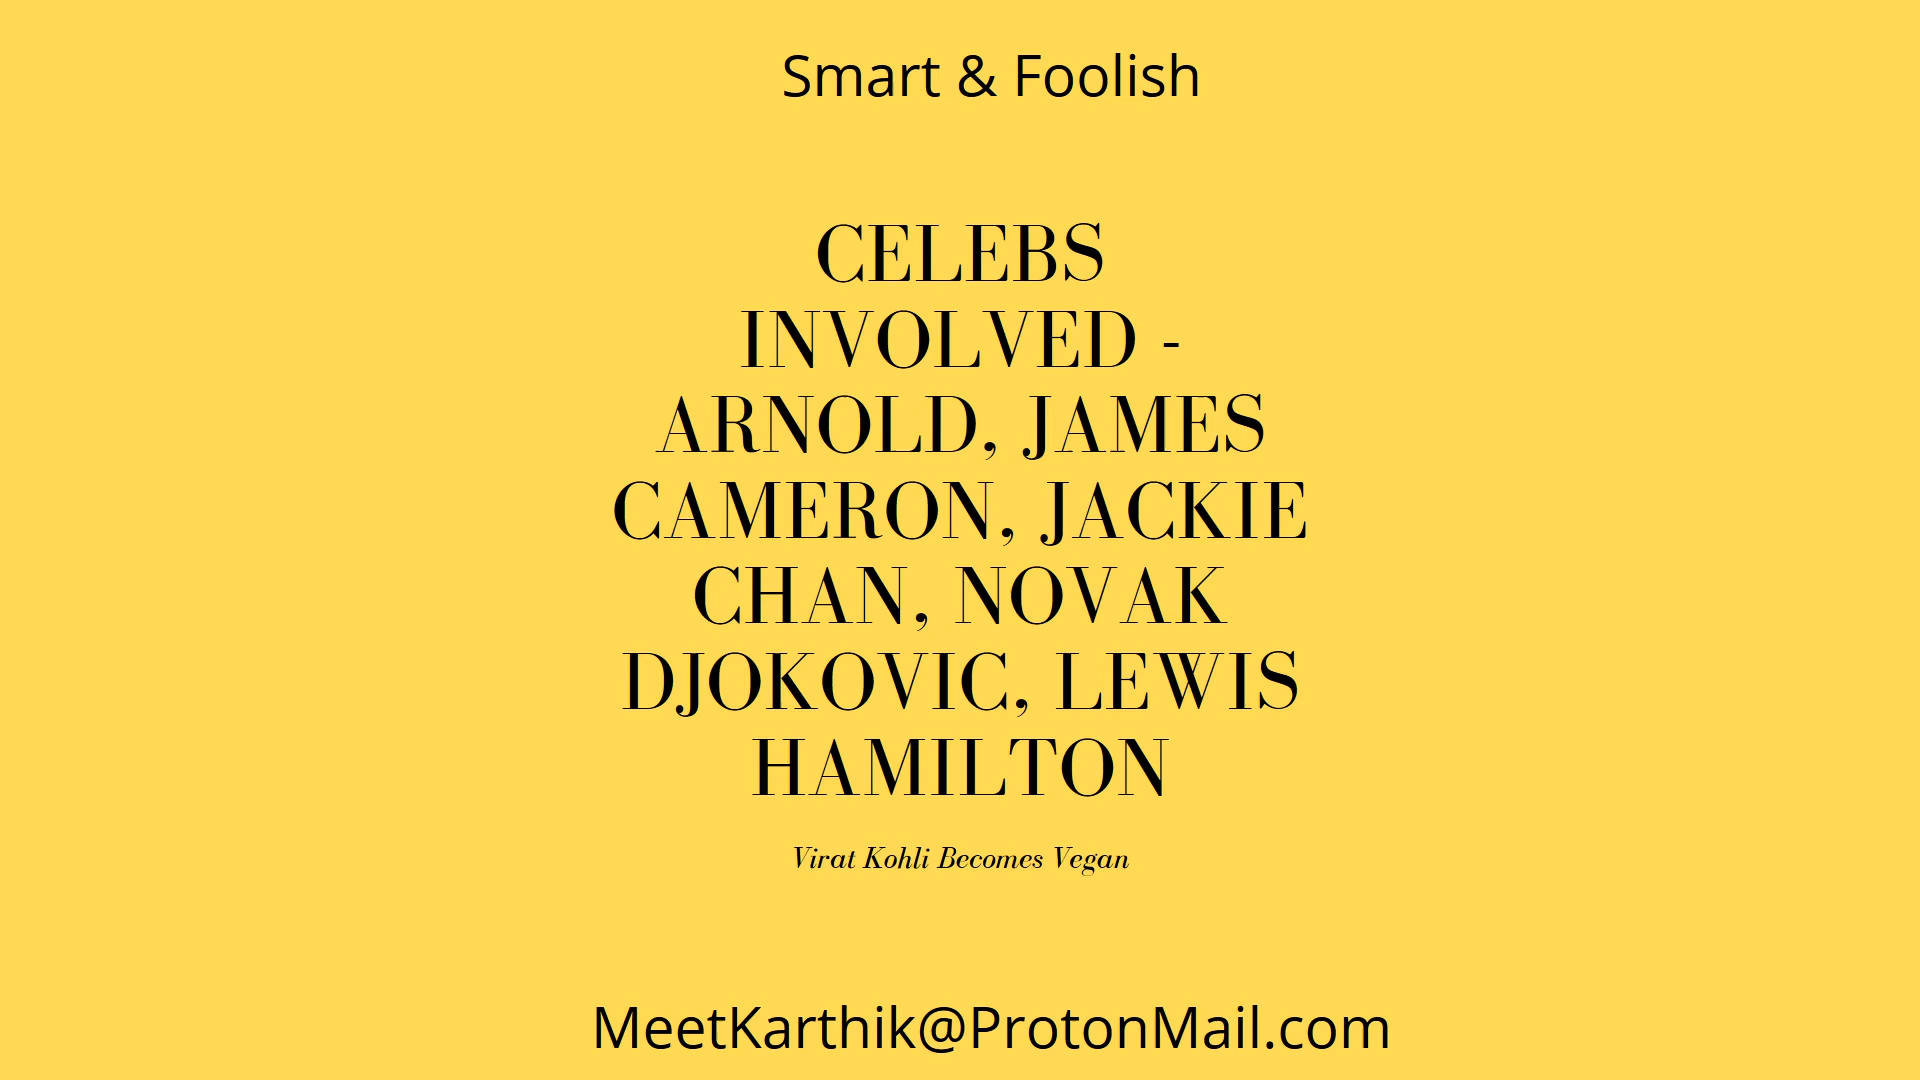 Smart & Foolish
CELEBS
INVOLVED -
ARNOLD, JAMES
CAMERON, JACKIE
CHAN, NOVAK
DJOKOVIC, LEWIS
HAMILTON
Virat Kohli Becomes Vegan
MeetKarthik@ProtonMail.com